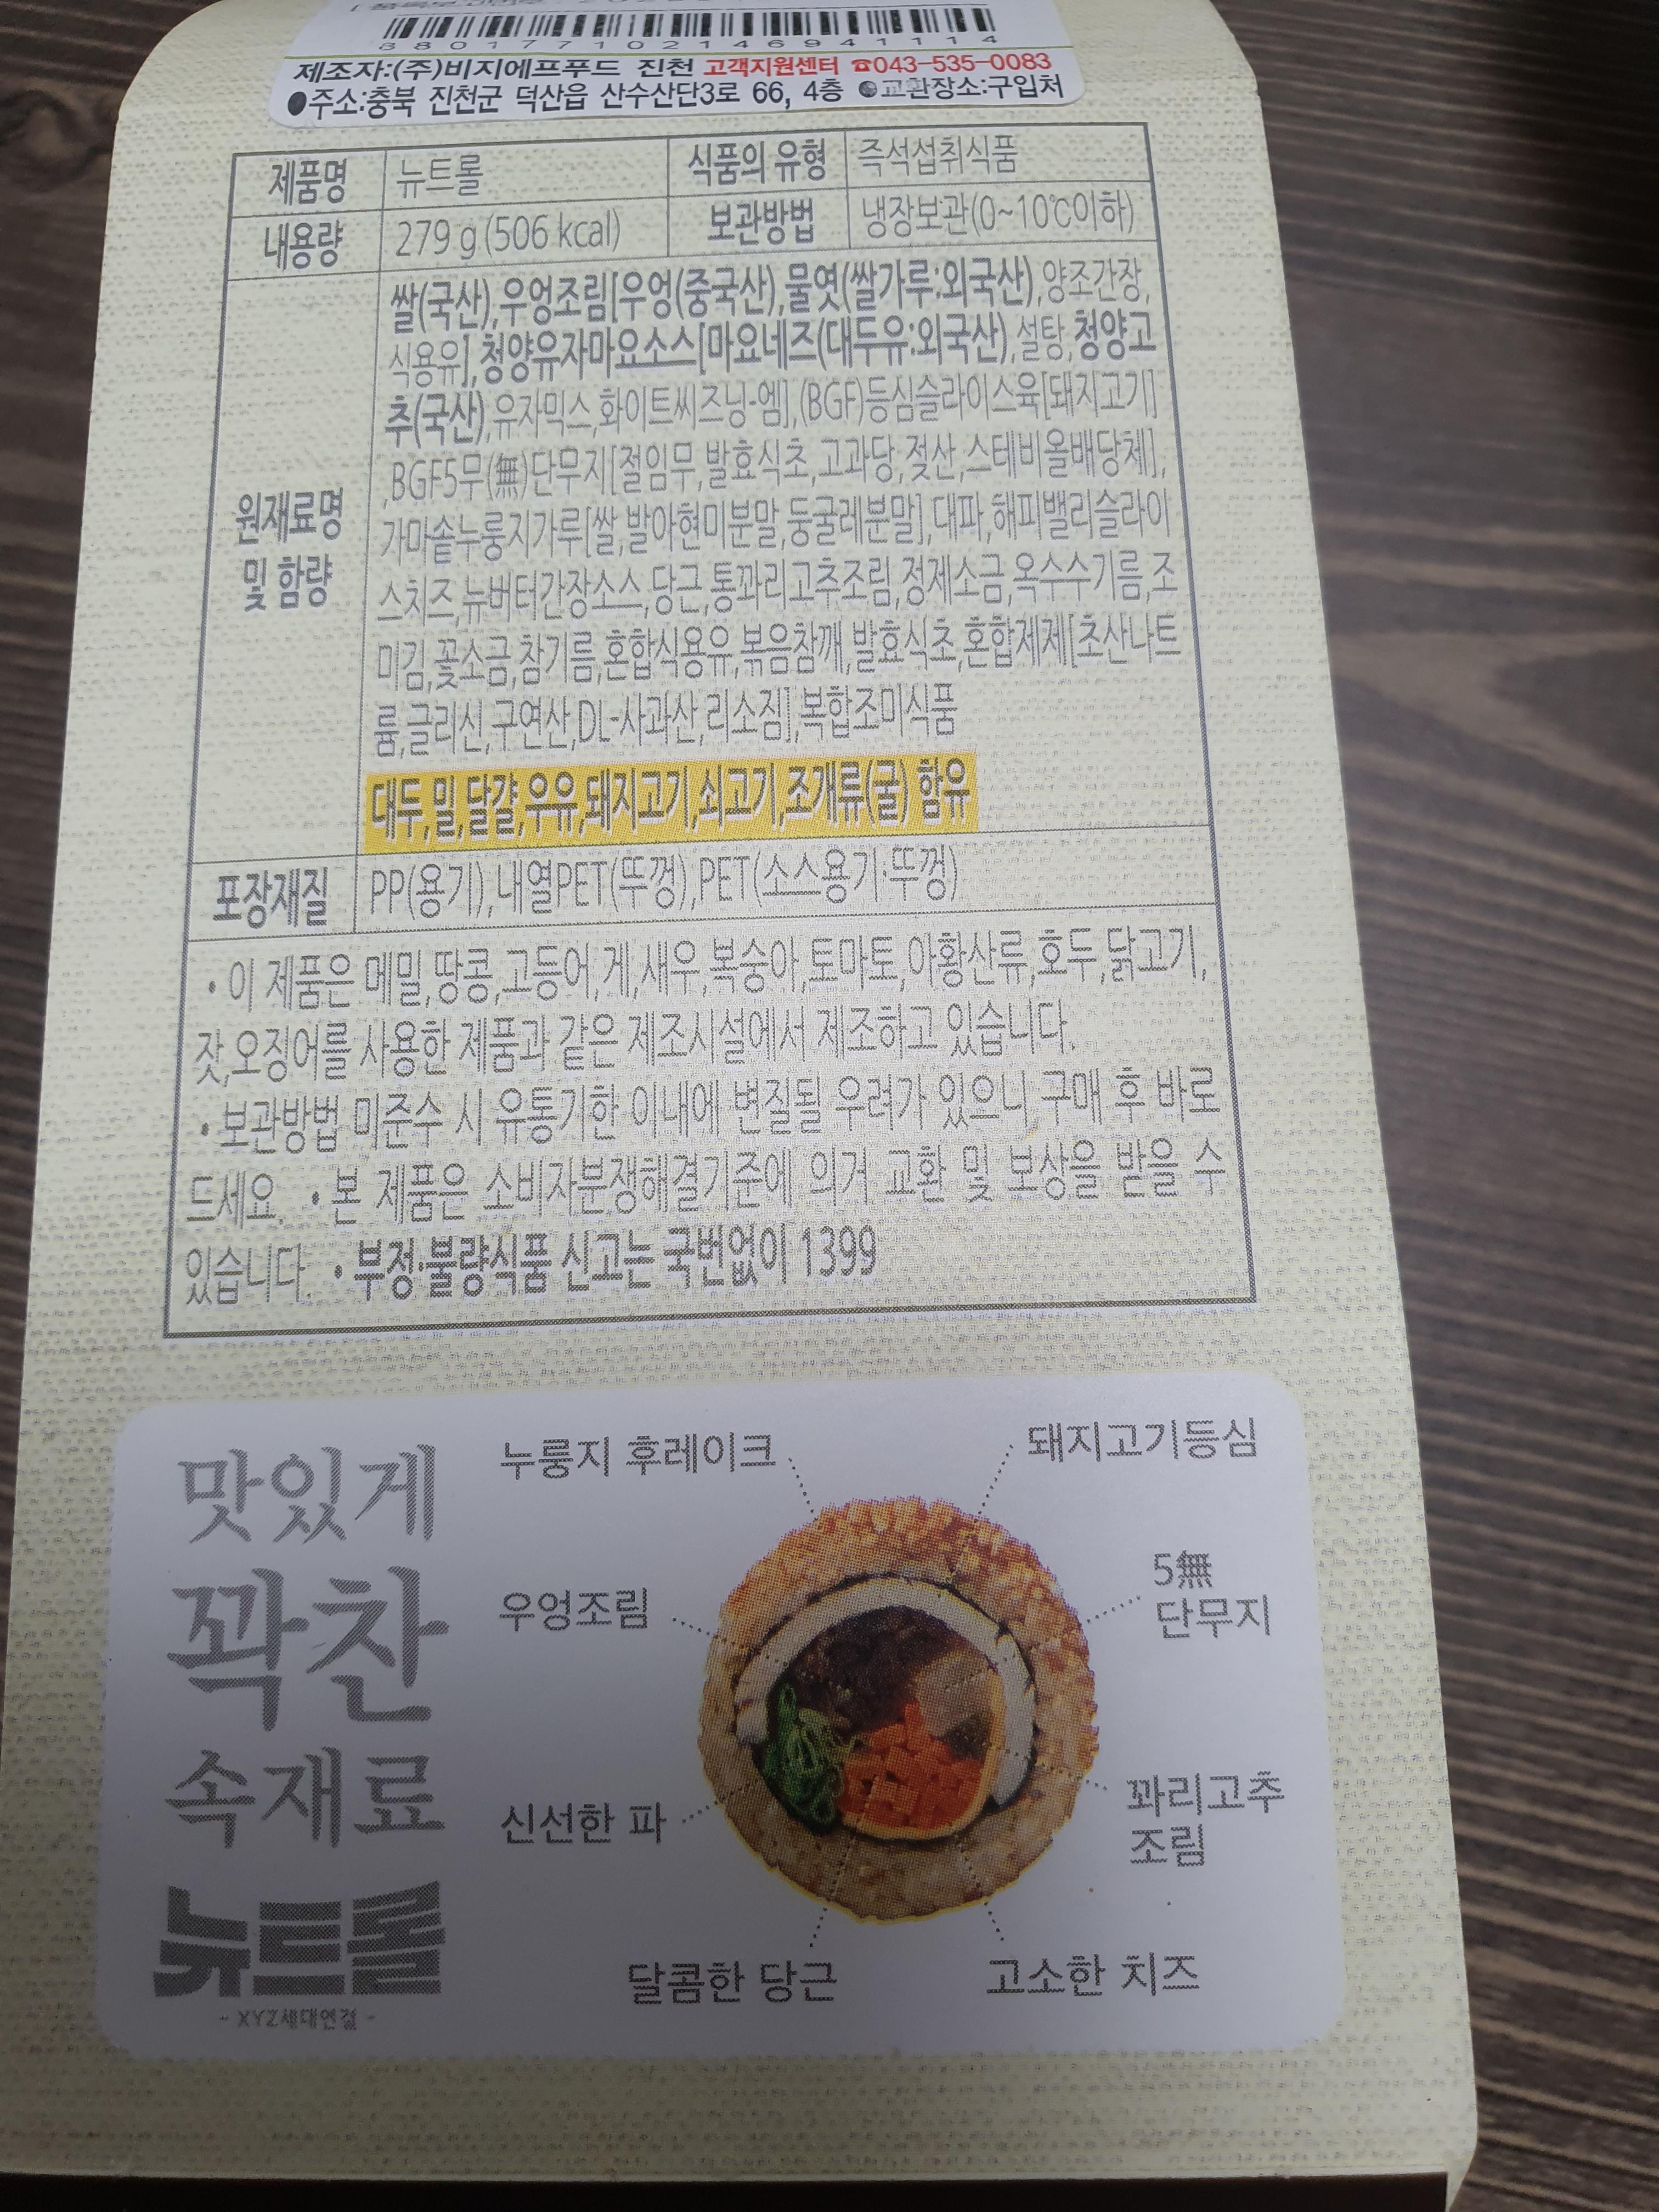 8801771021469 41114
제조자:(주)비지에프푸드 진천 고객지원센터 ☎043-535-0083
●주소:충북 진천군 덕산읍 산수산단3로 66, 4층 ●교환장소:구입처
제품명 뉴트롤 식품의 유형 즉석섭취식품
내용량 279 g (506 kcal) 보관방법 냉장보관(0~10℃이하)
원재료명 및 함량
쌀(국산),우엉조림[우엉(중국산),물엿(쌀가루:외국산),양조간장,
식용유],청양유자마요소스[마요네즈(대두유:외국산),설탕,청양고
추(국산),유자믹스,화이트씨즈닝-엠],(BGF)등심슬라이스육[돼지고기]
,BGF5무(無)단무지[절임무,발효식초,고과당,젖산,스테비올배당체],
가마솥누룽지가루[쌀,발아현미분말,둥굴레분말],대파,해피밸리슬라이
스치즈,뉴버터간장소스,당근,통꽈리고추조림,정제소금,옥수수기름,조
미김,꽃소금,참기름,혼합식용유,볶음참깨,발효식초,혼합제제[초산나트
륨,글리신,구연산,DL-사과산,리소짐],복합조미식품
대두,밀,달걀,우유,돼지고기,쇠고기,조개류(굴) 함유
포장재질 PP(용기),내열PET(뚜껑),PET(소스용기·뚜껑)
• 이 제품은 메밀,땅콩,고등어,게,새우,복숭아,토마토,아황산류,호두,닭고기,
잣,오징어를 사용한 제품과 같은 제조시설에서 제조하고 있습니다.
• 보관방법 미준수 시 유통기한 이내에 변질될 우려가 있으니 구매 후 바로
드세요. • 본 제품은 소비자분쟁해결기준에 의거 교환 및 보상을 받을 수
있습니다. • 부정·불량식품 신고는 국번없이 1399
맛있게
꽉찬
속재료
뉴트롤
- XYZ세대연결 -
누룽지 후레이크
돼지고기등심
우엉조림
5無
단무지
신선한 파
꽈리고추
조림
달콤한 당근
고소한 치즈